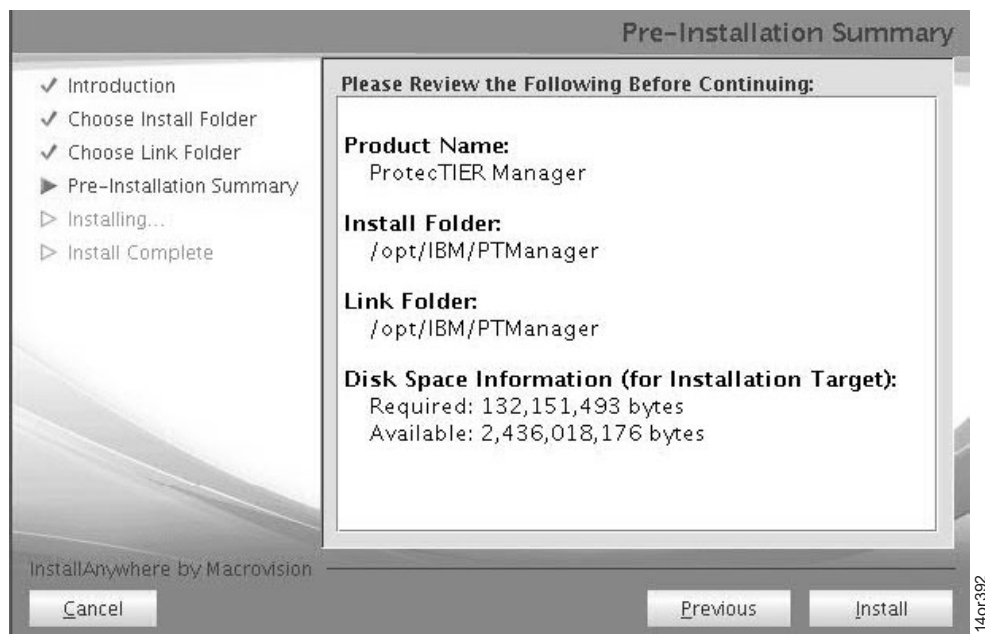 Pre-Installation Summary
Introduction
Choose Install Folder
Choose Link Folder
Pre-Installation Summary
Installing...
Install Complete
Please Review the Following Before Continuing:
Product Name:
ProtecTIER Manager
Install Folder:
/opt/IBM/PTManager
Link Folder:
/opt/IBM/PTManager
Disk Space Information (for Installation Target):
Required: 132,151,493 bytes
Available: 2,436,018,176 bytes
InstallAnywhere by Macrovision
Cancel
Previous
Install
14or392